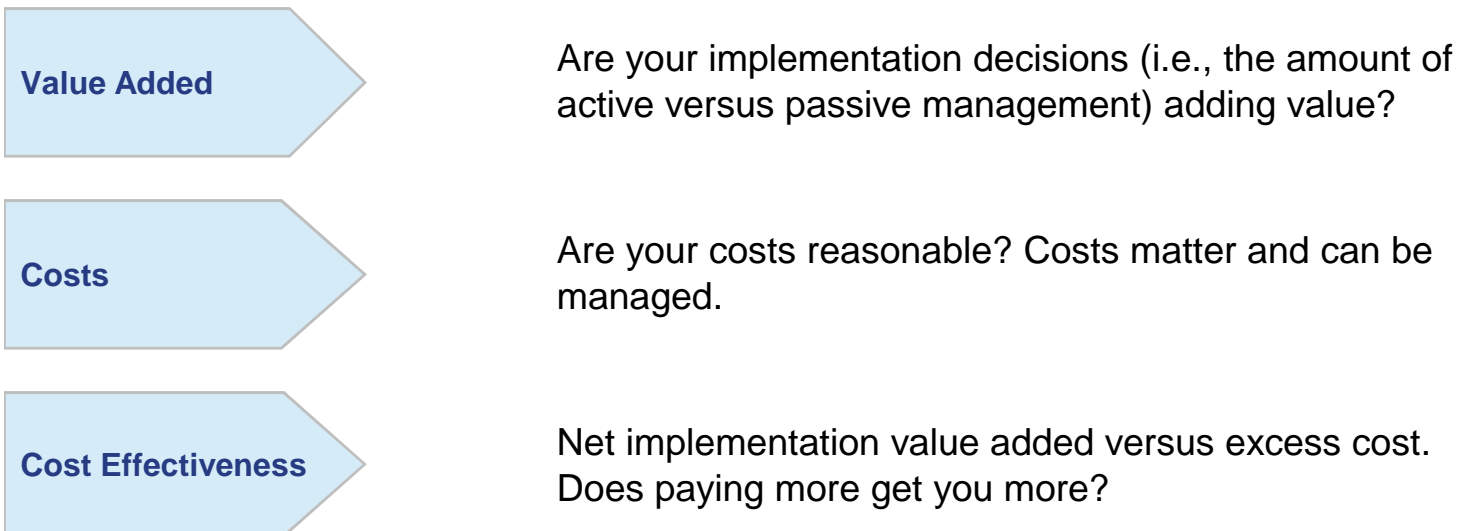 Value Added
Are your implementation decisions (i.e., the amount of
active versus passive management) adding value?
Costs
Are your costs reasonable? Costs matter and can be
managed.
Cost Effectiveness
Net implementation value added versus excess cost.
Does paying more get you more?